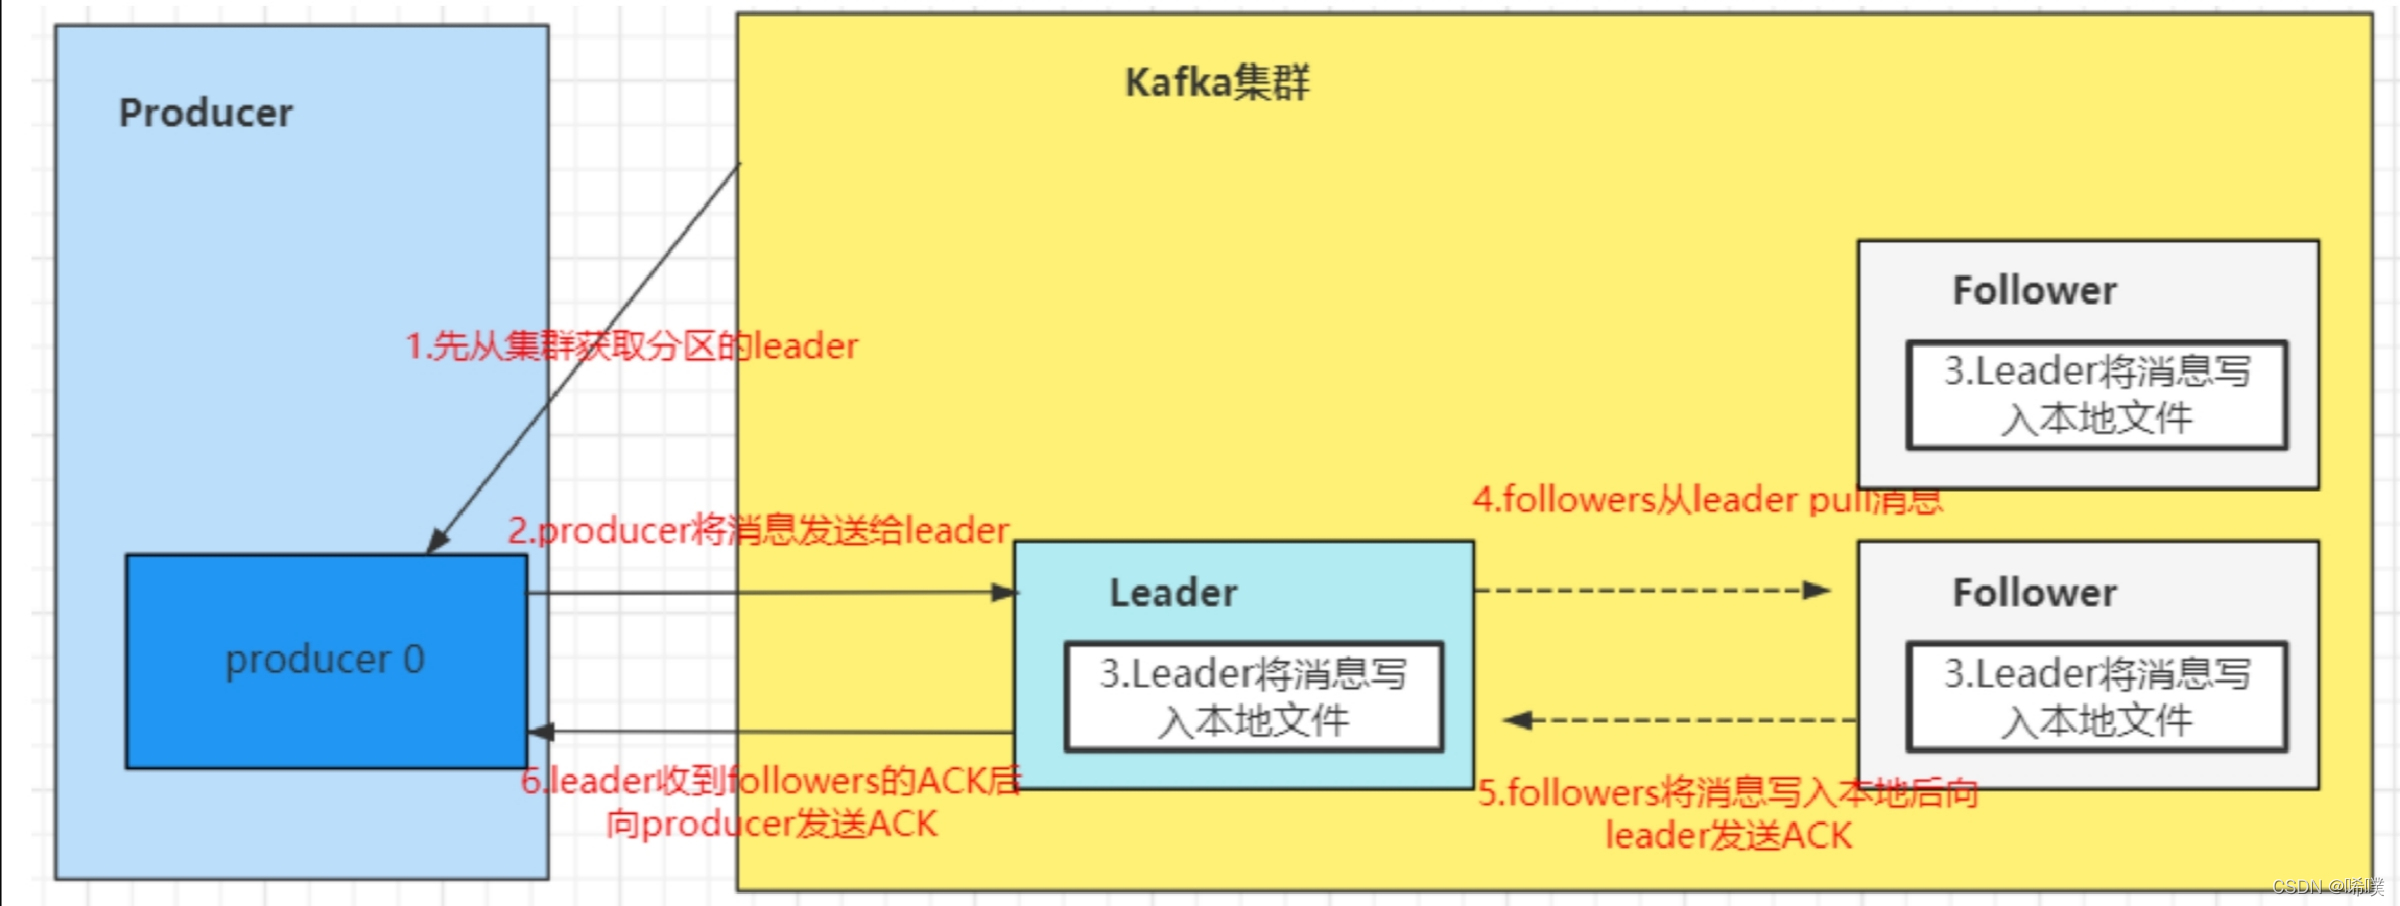 Producer
Kafka集群
1.先从集群获取分区的leader
Follower
3.Leader将消息写
入本地文件
4.followers从leader pull消息
2.producer将消息发送给leader
producer 0
Leader
3.Leader将消息写
入本地文件
Follower
3.Leader将消息写
入本地文件
6.leader收到followers的ACK后
向producer发送ACK
5.followers将消息写入本地后向
leader发送ACK
CSDN @唏噗